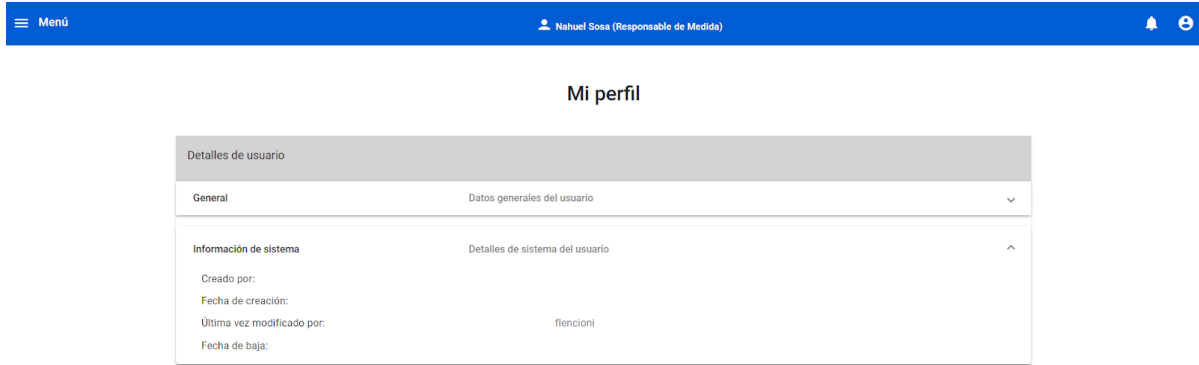 Menú
Nahuel Sosa (Responsable de Medida)
Mi perfil
Detalles de usuario
General Datos generales del usuario
Información de sistema Detalles de sistema del usuario
Creado por:
Fecha de creación:
Última vez modificado por: flencioni
Fecha de baja: